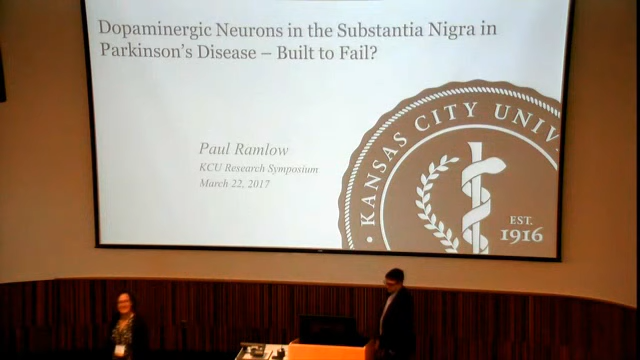 Dopaminergic Neurons in the Substantia Nigra in
Parkinson's Disease – Built to Fail?
Paul Ramlow
KCU Research Symposium
March 22, 2017
• KANSAS CITY UNIV
EST.
1916